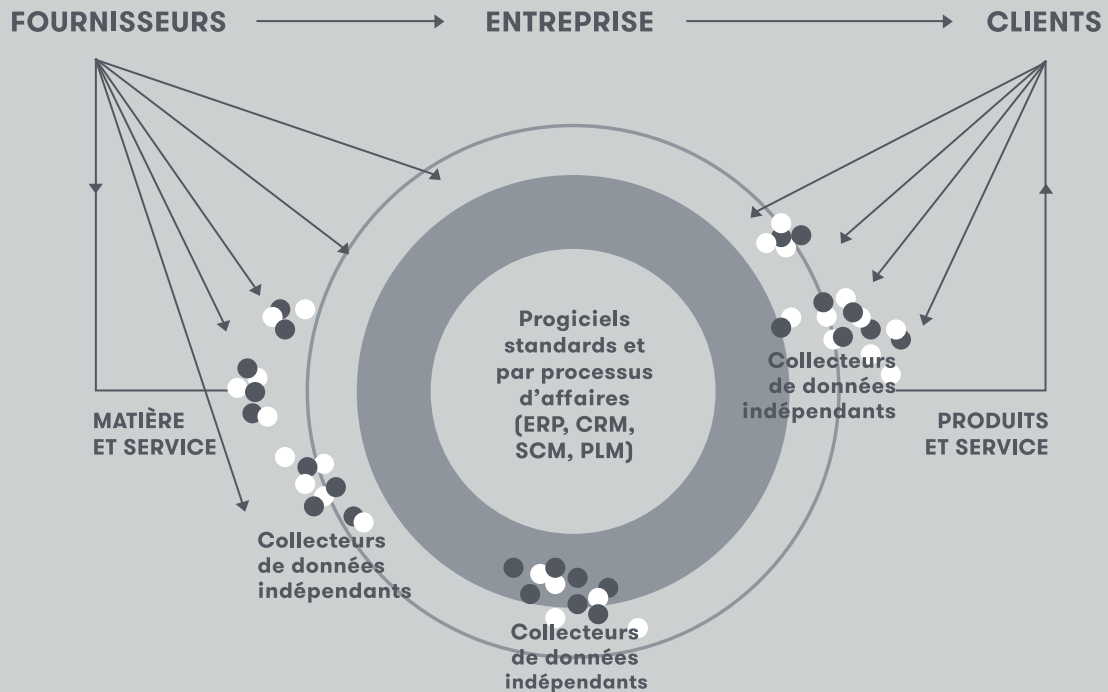 FOURNISSEURS
ENTREPRISE
CLIENTS
Progiciels
standards et
par processus
d'affaires
(ERP, CRM,
SCM, PLM)
Collecteurs
de données
indépendants
MATIÈRE
ET SERVICE
PRODUITS
ET SERVICE
Collecteurs
de données
indépendants
Collecteurs
de données
indépendants